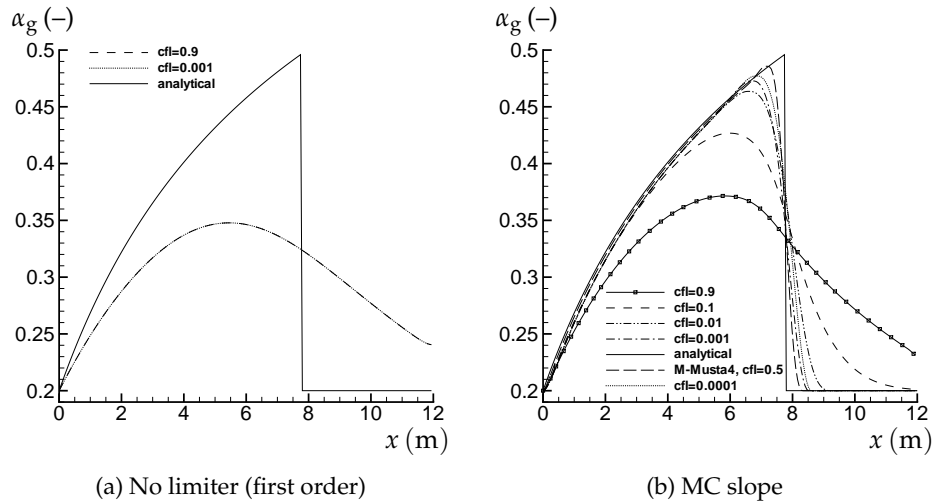 αg (–)
0.5
0.45
0.4
0.35
0.3
0.25
0.2
0 2 4 6 8 10 12
x (m)
cfl=0.9
cfl=0.001
analytical
(a) No limiter (first order)
αg (–)
0.5
0.45
0.4
0.35
0.3
0.25
0.2
0 2 4 6 8 10 12
x (m)
cfl=0.9
cfl=0.1
cfl=0.01
cfl=0.001
analytical
M-Musta4, cfl=0.5
cfl=0.0001
(b) MC slope